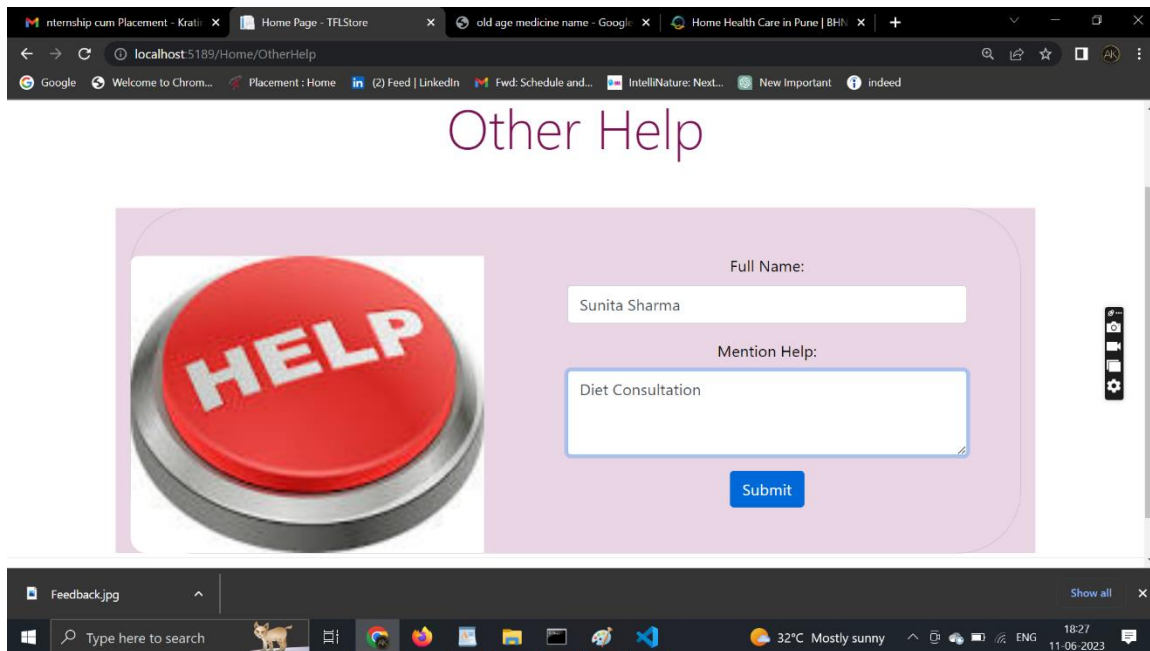 nternship cum Placement - Kratir
Home Page - TFLStore
old age medicine name - Google
Home Health Care in Pune | BHN
localhost:5189/Home/OtherHelp
Google
Welcome to Chrom...
Placement : Home
(2) Feed | LinkedIn
Fwd: Schedule and...
IntelliNature: Next...
New Important
indeed
AK
Other Help
HELP
Full Name:
Sunita Sharma
Mention Help:
Diet Consultation
Submit
Feedback.jpg
Show all
Type here to search
32°C Mostly sunny
ENG
18:27
11-06-2023